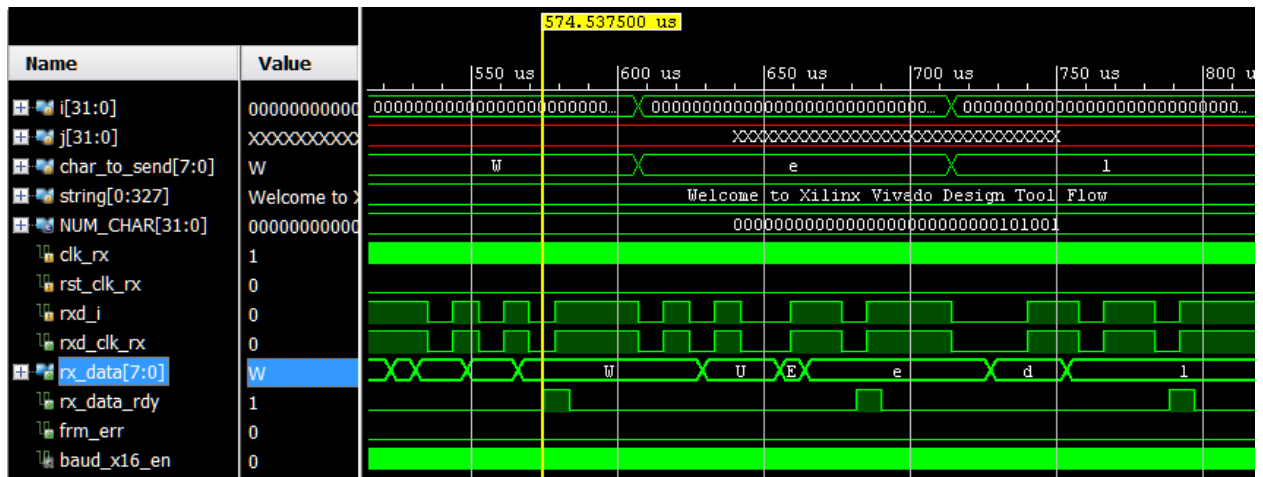 574.537500 us
Name Value
550 us 600 us 650 us 700 us 750 us 800 u
i[31:0] 00000000000 000000000000000000000000... 0000000000000000000000000000... 0000000000000000000000000000...
j[31:0] XXXXXXXXXX XXXXXXXXXXXXXXXXXXXXXXXXXXXXXXXX
char_to_send[7:0] W W e l
string[0:327] Welcome to X Welcome to Xilinx Vivado Design Tool Flow
NUM_CHAR[31:0] 00000000000 00000000000000000000000000101001
clk_rx 1
rst_clk_rx 0
rxd_i 0
rxd_clk_rx 0
rx_data[7:0] W W U E e d l
rx_data_rdy 1
frm_err 0
baud_x16_en 0